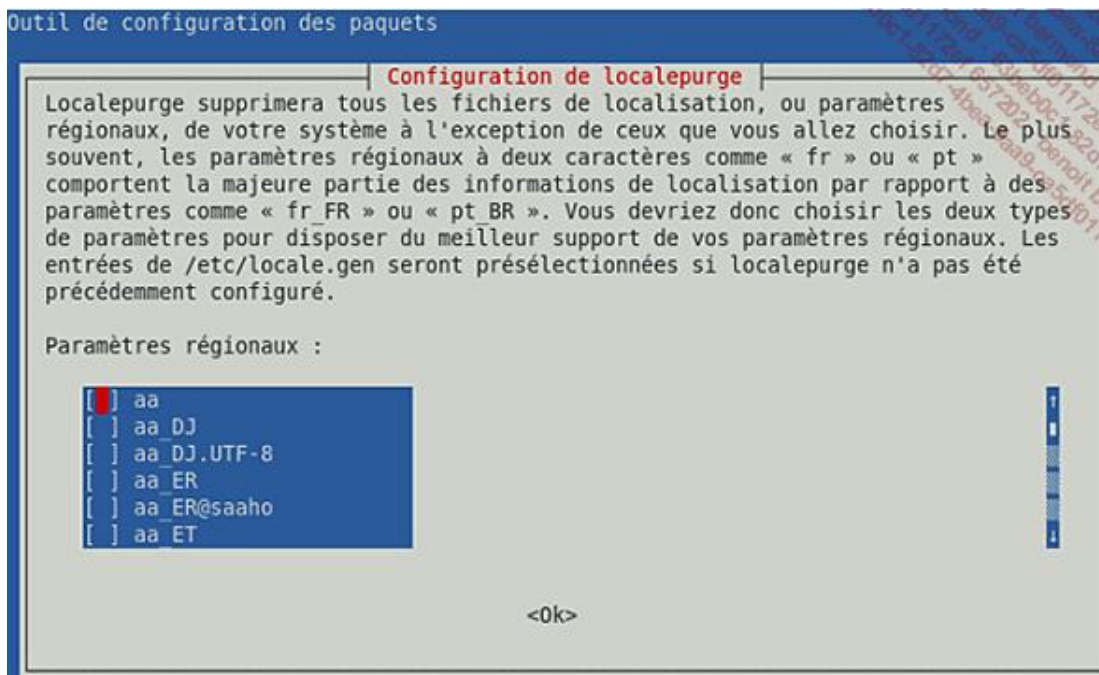 Outil de configuration des paquets
Configuration de localepurge
Localepurge supprimera tous les fichiers de localisation, ou paramètres
régionaux, de votre système à l'exception de ceux que vous allez choisir. Le plus
souvent, les paramètres régionaux à deux caractères comme « fr » ou « pt »
comportent la majeure partie des informations de localisation par rapport à des
paramètres comme « fr_FR » ou « pt_BR ». Vous devriez donc choisir les deux types
de paramètres pour disposer du meilleur support de vos paramètres régionaux. Les
entrées de /etc/locale.gen seront présélectionnées si localepurge n'a pas été
précédemment configuré.
Paramètres régionaux :
[ ] aa
[ ] aa_DJ
[ ] aa_DJ.UTF-8
[ ] aa_ER
[ ] aa_ER@saaho
[ ] aa_ET
<Ok>